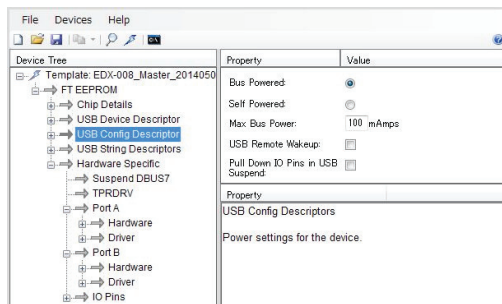 File Devices Help
Device Tree
Property Value
Template: EDX-008_Master_2014050
FT EEPROM
Chip Details
USB Device Descriptor
USB Config Descriptor
USB String Descriptors
Hardware Specific
Suspend DBUS7
TPRDRV
Port A
Hardware
Driver
Port B
Hardware
Driver
IO Pins
Bus Powered:
Self Powered:
Max Bus Power: 100 mAmps
USB Remote Wakeup:
Pull Down IO Pins in USB
Suspend:
Property
USB Config Descriptors
Power settings for the device.